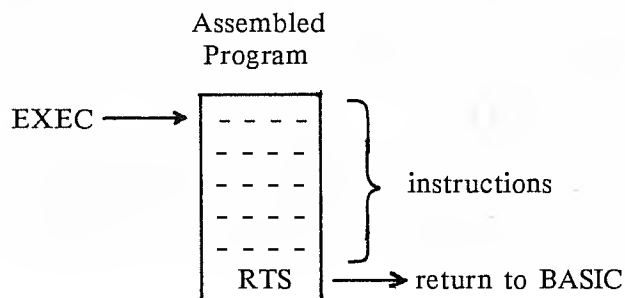 Assembled
Program
EXEC
instructions
RTS
return to BASIC